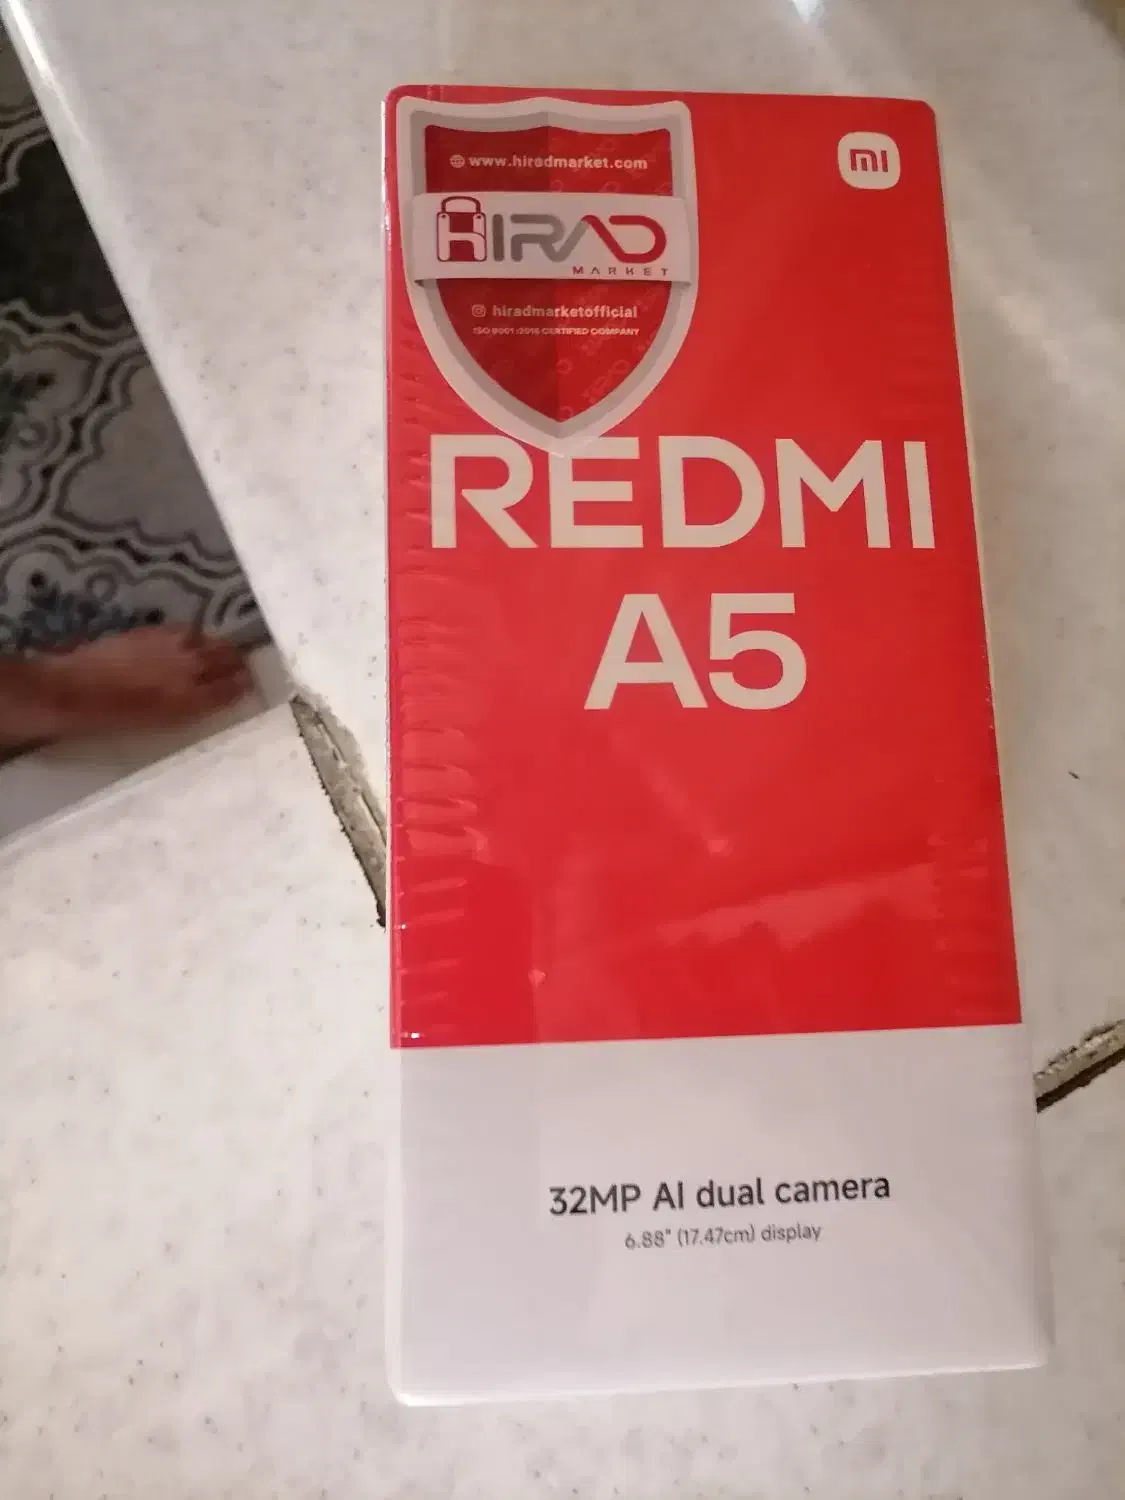 www.hiradmarket.com
HIRAD
MARKET
hiradmarketofficial
ISO 9001:2015 CERTIFIED COMPANY
mi
REDMI
A5
32MP AI dual camera
6.88" (17.47cm) display